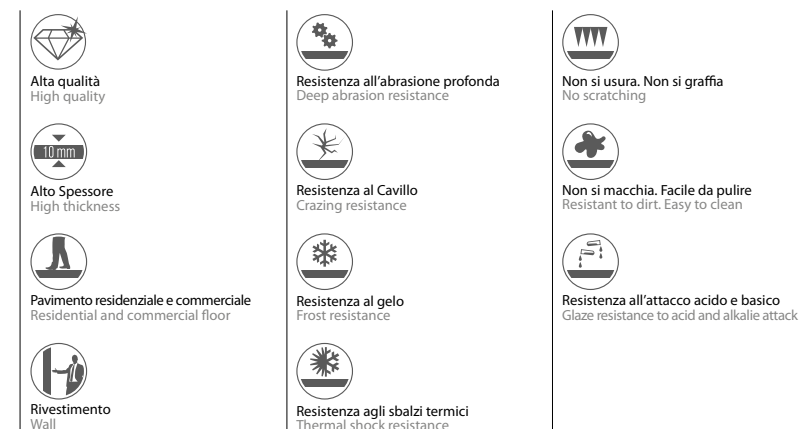 Alta qualità
High quality
10 mm
Alto Spessore
High thickness
Pavimento residenziale e commerciale
Residential and commercial floor
Rivestimento
Wall
Resistenza all'abrasione profonda
Deep abrasion resistance
Resistenza al Cavillo
Crazing resistance
Resistenza al gelo
Frost resistance
Resistenza agli sbalzi termici
Thermal shock resistance
Non si usura. Non si graffia
No scratching
Non si macchia. Facile da pulire
Resistant to dirt. Easy to clean
Resistenza all'attacco acido e basico
Glaze resistance to acid and alkalie attack